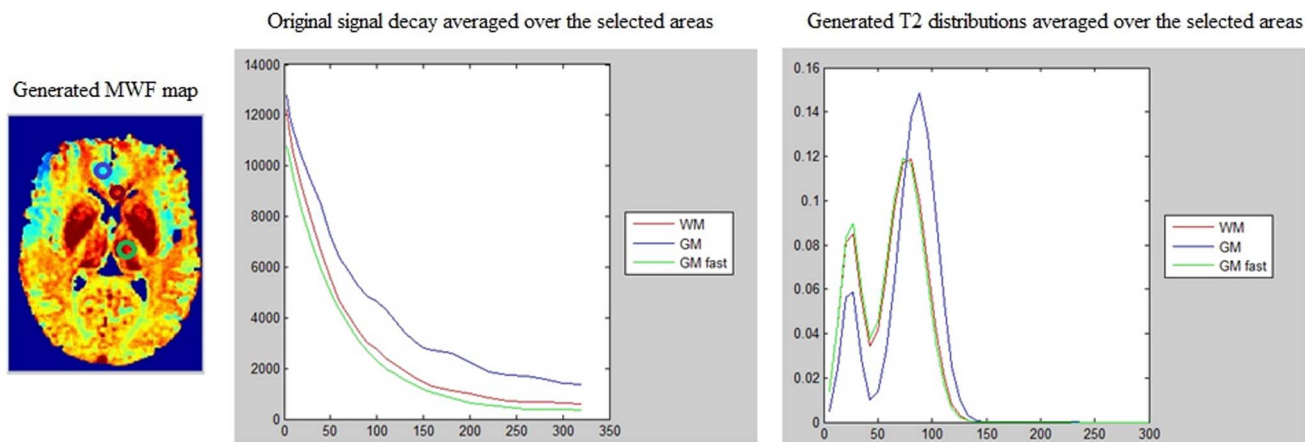 Generated MWF map
Original signal decay averaged over the selected areas
14000
12000
10000
8000
6000
4000
2000
0
0 50 100 150 200 250 300 350
WM
GM
GM fast
Generated T2 distributions averaged over the selected areas
0.16
0.14
0.12
0.1
0.08
0.06
0.04
0.02
0
0 50 100 150 200 250 300
WM
GM
GM fast